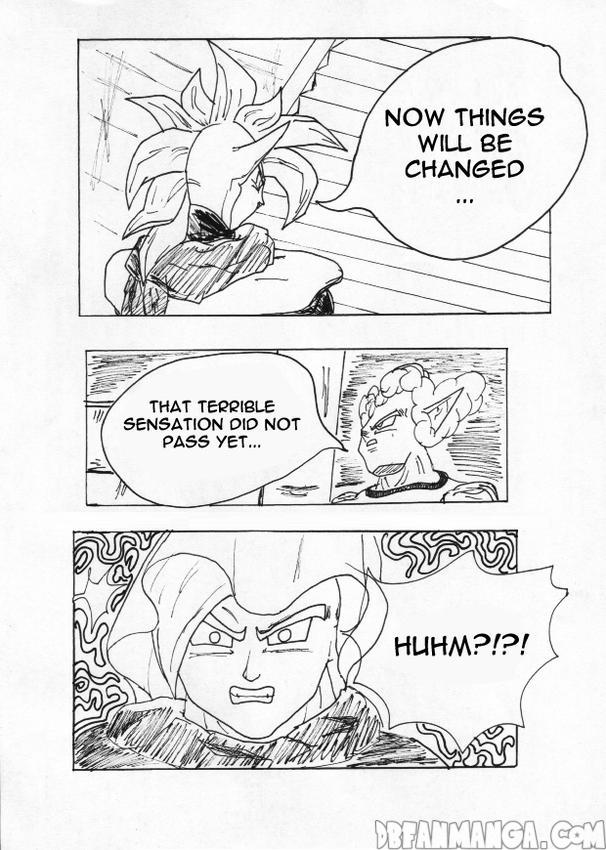 NOW THINGS
WILL BE
CHANGED
...
THAT TERRIBLE
SENSATION DID NOT
PASS YET...
HUHM?!?!
DBFANMANGA.COM